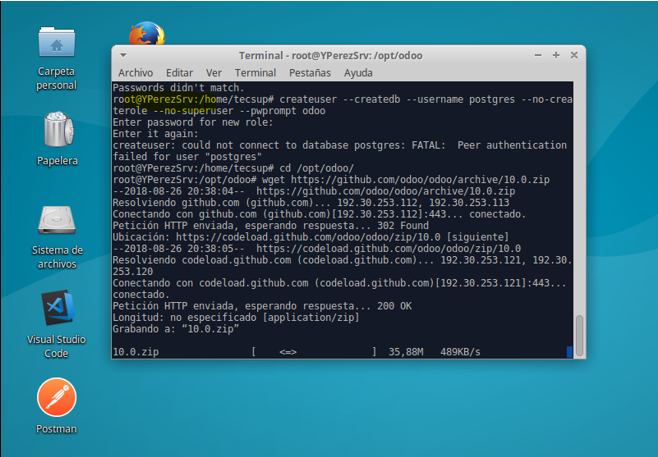 Carpeta
personal
Papelera
Sistema de
archivos
Visual Studio
Code
Postman
Terminal - root@YPerezSrv: /opt/odoo
Archivo Editar Ver Terminal Pestañas Ayuda
Passwords didn't match.
root@YPerezSrv:/home/tecsup# createuser --createdb --username postgres --no-crea
terole --no-superuser --pwprompt odoo
Enter password for new role:
Enter it again:
createuser: could not connect to database postgres: FATAL:  Peer authentication
failed for user "postgres"
root@YPerezSrv:/home/tecsup# cd /opt/odoo/
root@YPerezSrv:/opt/odoo# wget https://github.com/odoo/odoo/archive/10.0.zip
--2018-08-26 20:38:04--  https://github.com/odoo/odoo/archive/10.0.zip
Resolviendo github.com (github.com)... 192.30.253.112, 192.30.253.113
Conectando con github.com (github.com)[192.30.253.112]:443... conectado.
Petición HTTP enviada, esperando respuesta... 302 Found
Ubicación: https://codeload.github.com/odoo/odoo/zip/10.0 [siguiente]
--2018-08-26 20:38:05--  https://codeload.github.com/odoo/odoo/zip/10.0
Resolviendo codeload.github.com (codeload.github.com)... 192.30.253.121, 192.30.
253.120
Conectando con codeload.github.com (codeload.github.com)[192.30.253.121]:443...
conectado.
Petición HTTP enviada, esperando respuesta... 200 OK
Longitud: no especificado [application/zip]
Grabando a: “10.0.zip”
10.0.zip [ <=> ] 35,88M 489KB/s